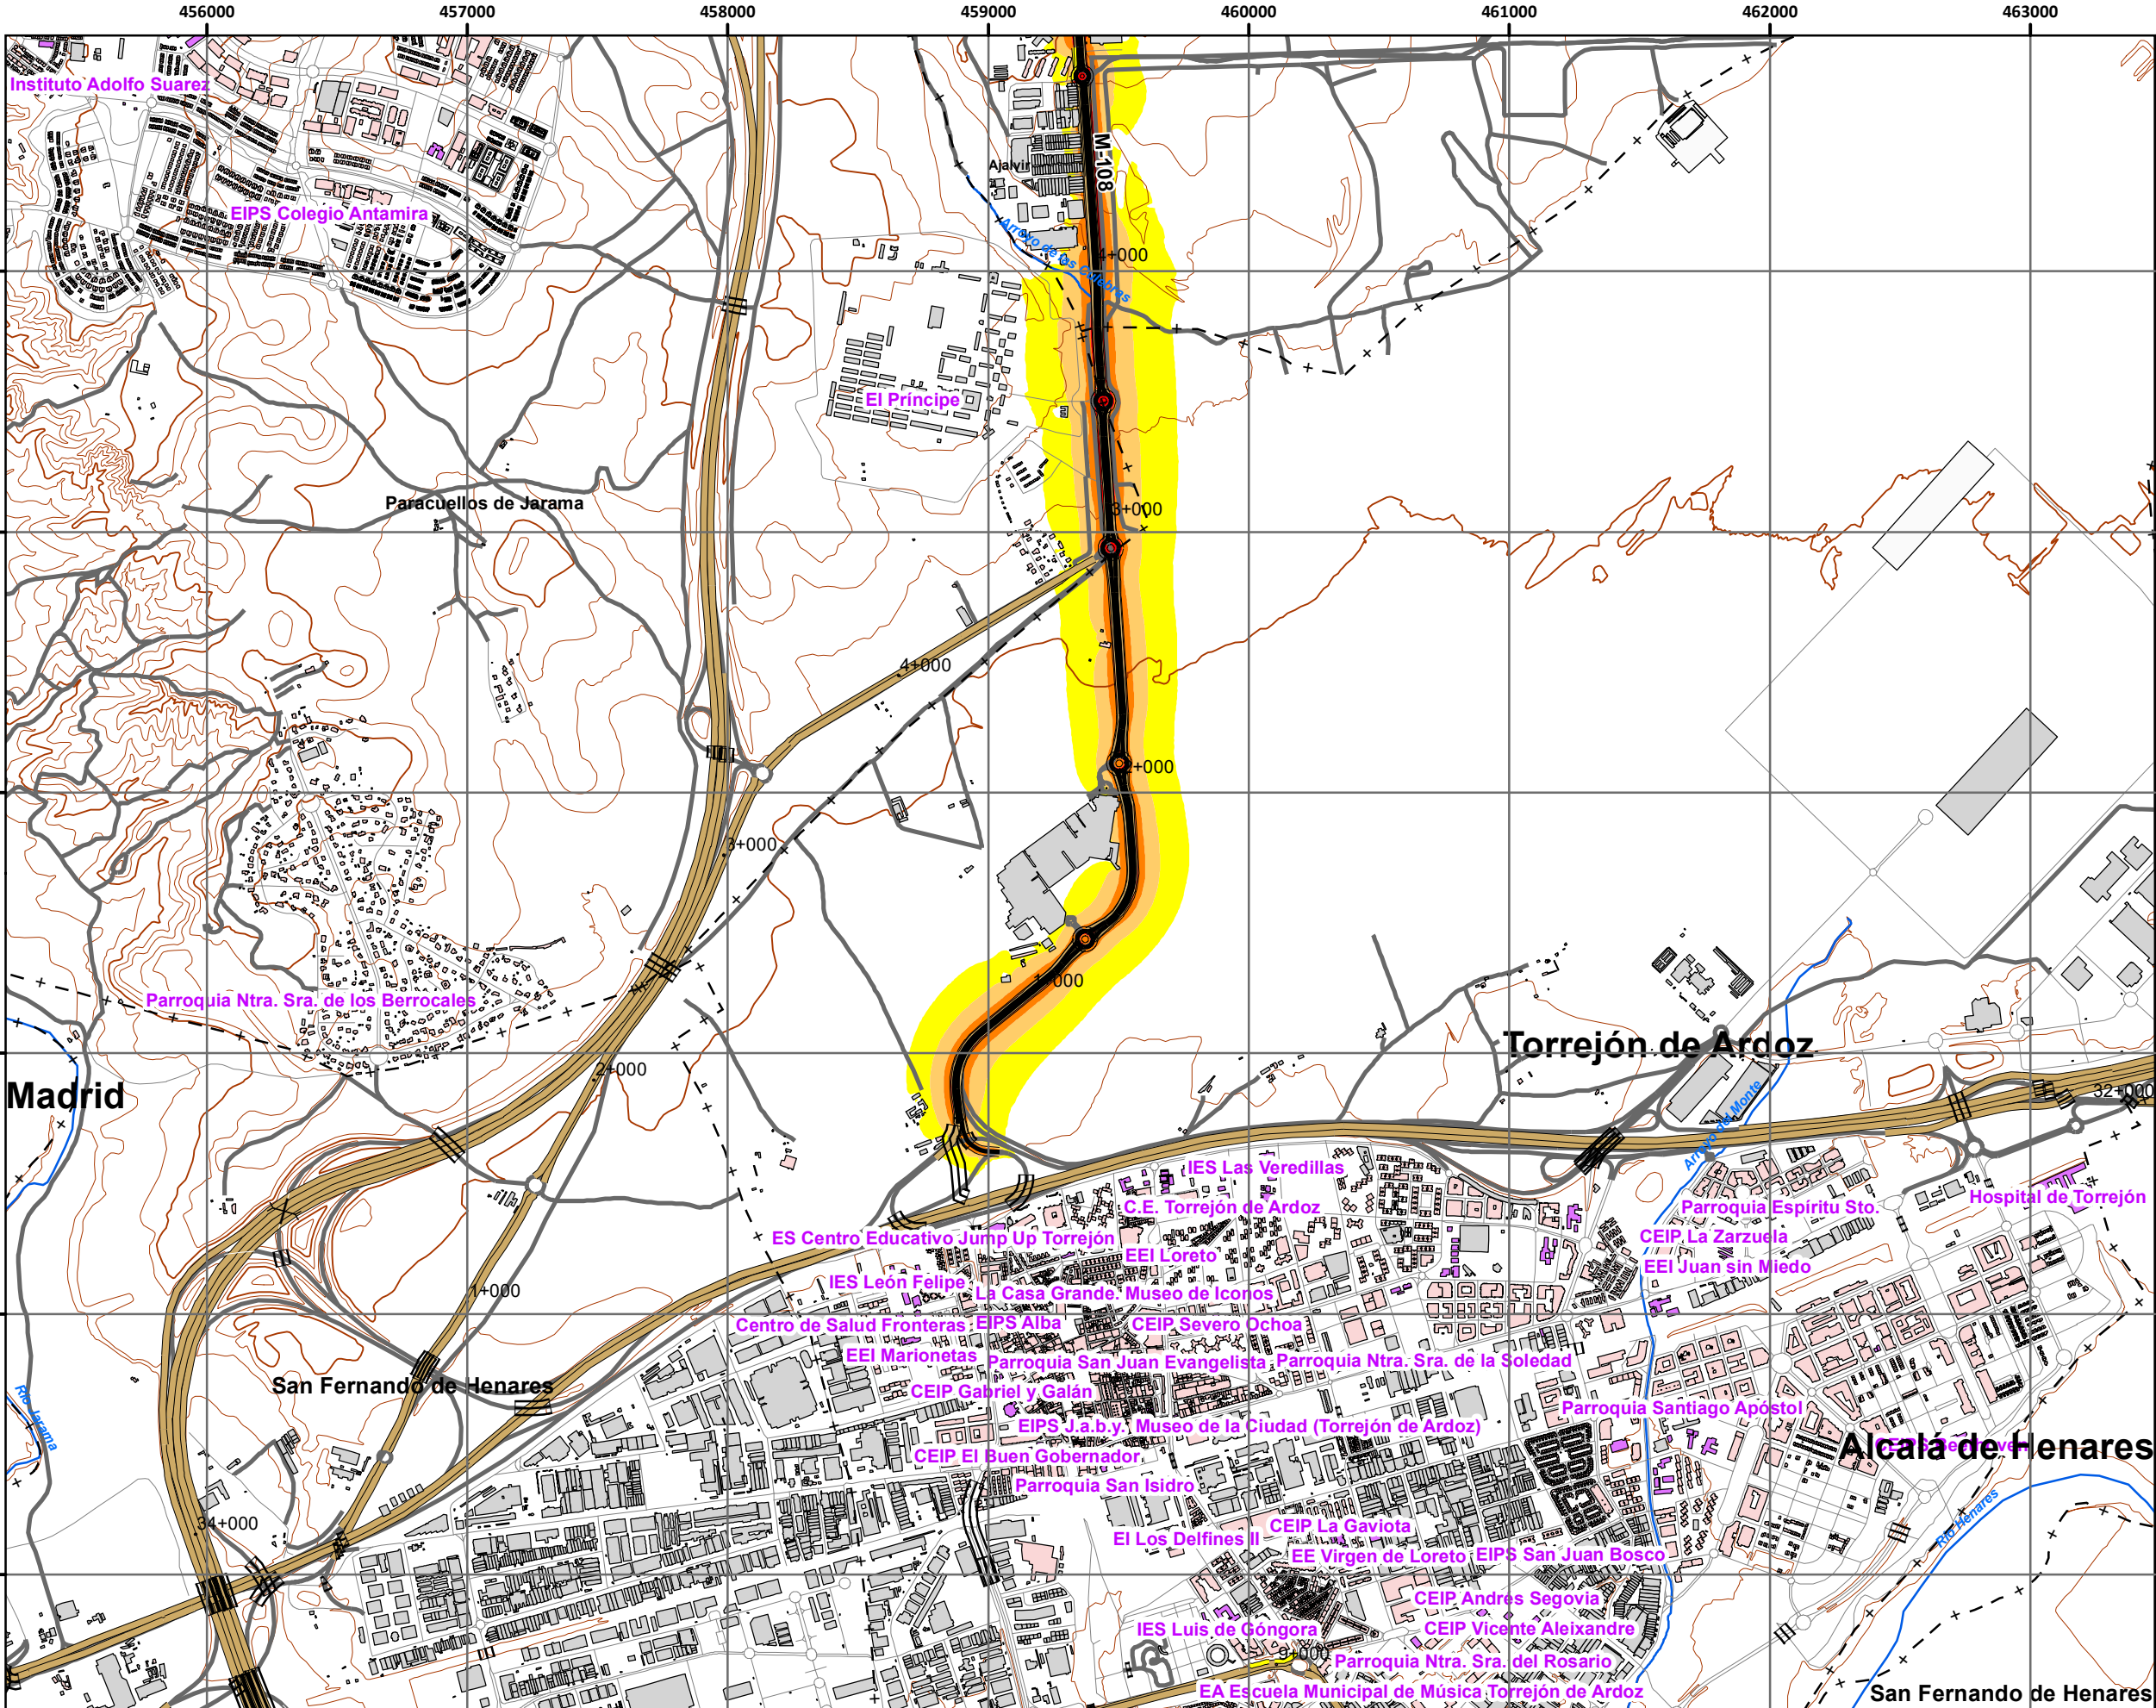 456000 457000 458000 459000 460000 461000 462000 463000
Instituto Adolfo Suarez
M-108
Ajalvir
EIPS Colegio Antamira
Arroyo de las Culebras
4+000
El Príncipe
Paracuellos de Jarama
3+000
4+000
2+000
3+000
1+000
Parroquia Ntra. Sra. de los Berrocales
Torrejón de Ardoz
2+000
Madrid
32+000
Arroyo del Monte
IES Las Veredillas
Hospital de Torrejón
C.E. Torrejón de Ardoz
Parroquia Espíritu Sto.
ES Centro Educativo Jump Up Torrejón
CEIP La Zarzuela
EEI Loreto
EEI Juan sin Miedo
IES León Felipe
1+000
La Casa Grande. Museo de Iconos
Centro de Salud Fronteras
EIPS Alba
CEIP Severo Ochoa
EEI Marionetas
Parroquia San Juan Evangelista
Parroquia Ntra. Sra. de la Soledad
San Fernando de Henares
CEIP Gabriel y Galán
Parroquia Santiago Apóstol
Río Jarama
EIPS J.a.b.y.
Museo de la Ciudad (Torrejón de Ardoz)
Alcalá de Henares
CEIP El Buen Gobernador
Parroquia San Isidro
34+000
CEIP La Gaviota
Río Henares
EI Los Delfines II
EE Virgen de Loreto
EIPS San Juan Bosco
CEIP Andres Segovia
IES Luis de Góngora
CEIP Vicente Aleixandre
9+000
Parroquia Ntra. Sra. del Rosario
EA Escuela Municipal de Música Torrejón de Ardoz
San Fernando de Henares